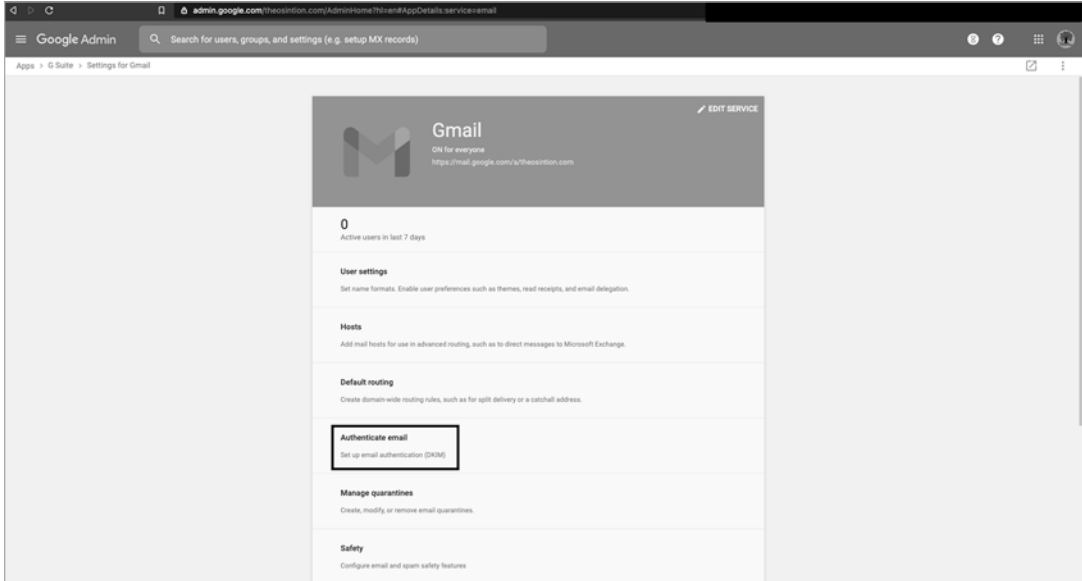 admin.google.com/theosintion.com/AdminHome?hl=en#AppDetails:service=email
Google Admin
Search for users, groups, and settings (e.g. setup MX records)
Apps > G Suite > Settings for Gmail
EDIT SERVICE
Gmail
ON for everyone
https://mail.google.com/a/theosintion.com
0
Active users in last 7 days
User settings
Set name formats. Enable user preferences such as themes, read receipts, and email delegation.
Hosts
Add mail hosts for use in advanced routing, such as to direct messages to Microsoft Exchange.
Default routing
Create domain-wide routing rules, such as for split delivery or a catchall address.
Authenticate email
Set up email authentication (DKIM)
Manage quarantines
Create, modify, or remove email quarantines.
Safety
Configure email and spam safety features